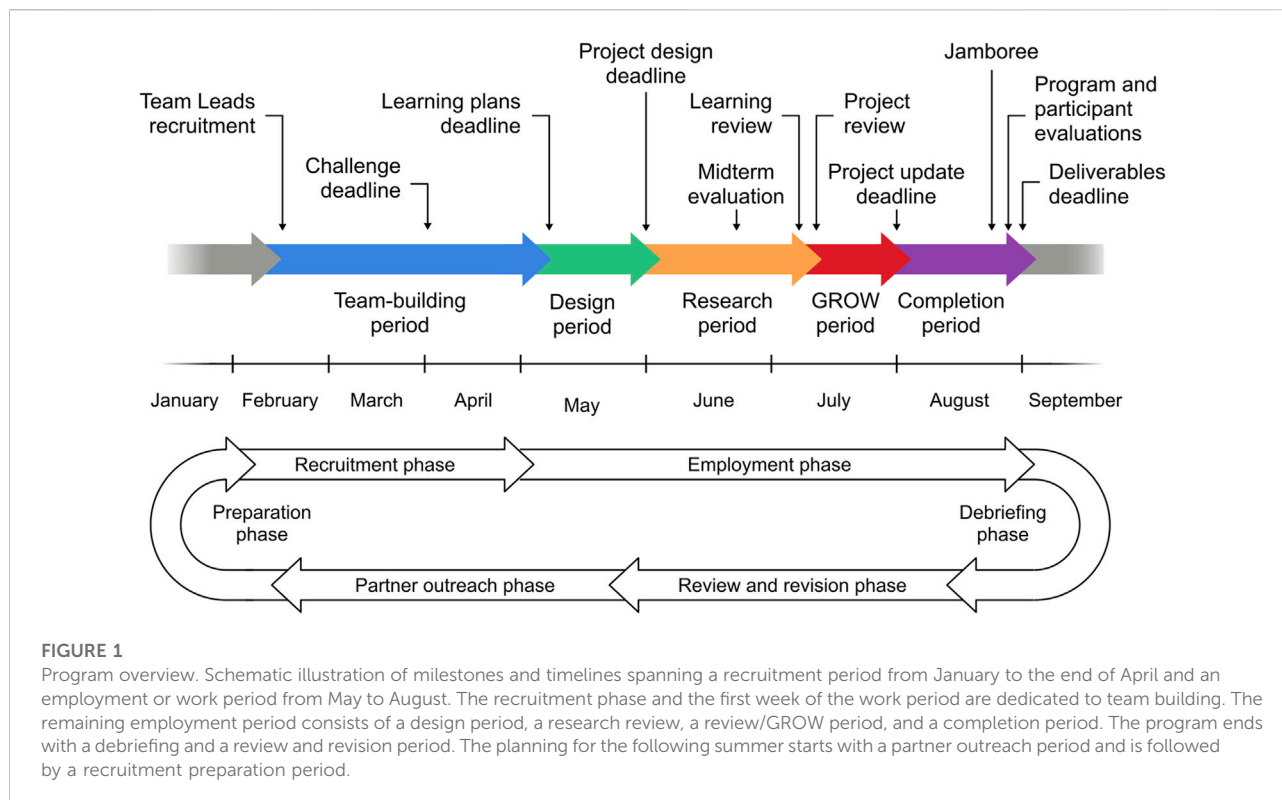 Team Leads
recruitment
Challenge
deadline
Learning plans
deadline
Project design
deadline
Learning
review
Midterm
evaluation
Project
review
Project update
deadline
Jamboree
Program and
participant
evaluations
Deliverables
deadline
Team-building
period
Design
period
Research
period
GROW
period
Completion
period
January
February
March
April
May
June
July
August
September
Recruitment phase
Employment phase
Preparation
phase
Debriefing
phase
Partner outreach phase
Review and revision phase
FIGURE 1
Program overview. Schematic illustration of milestones and timelines spanning a recruitment period from January to the end of April and an
employment or work period from May to August. The recruitment phase and the first week of the work period are dedicated to team building. The
remaining employment period consists of a design period, a research review, a review/GROW period, and a completion period. The program ends
with a debriefing and a review and revision period. The planning for the following summer starts with a partner outreach period and is followed
by a recruitment preparation period.